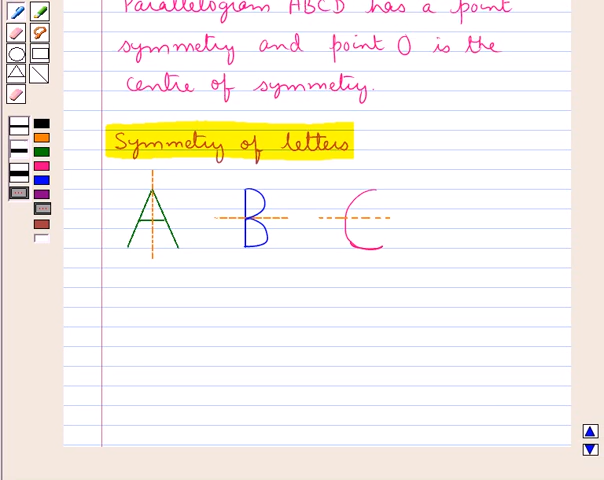 Parallelogram ABCD has a point
symmetry and point O is the
centre of symmetry.
Symmetry of letters
A B C